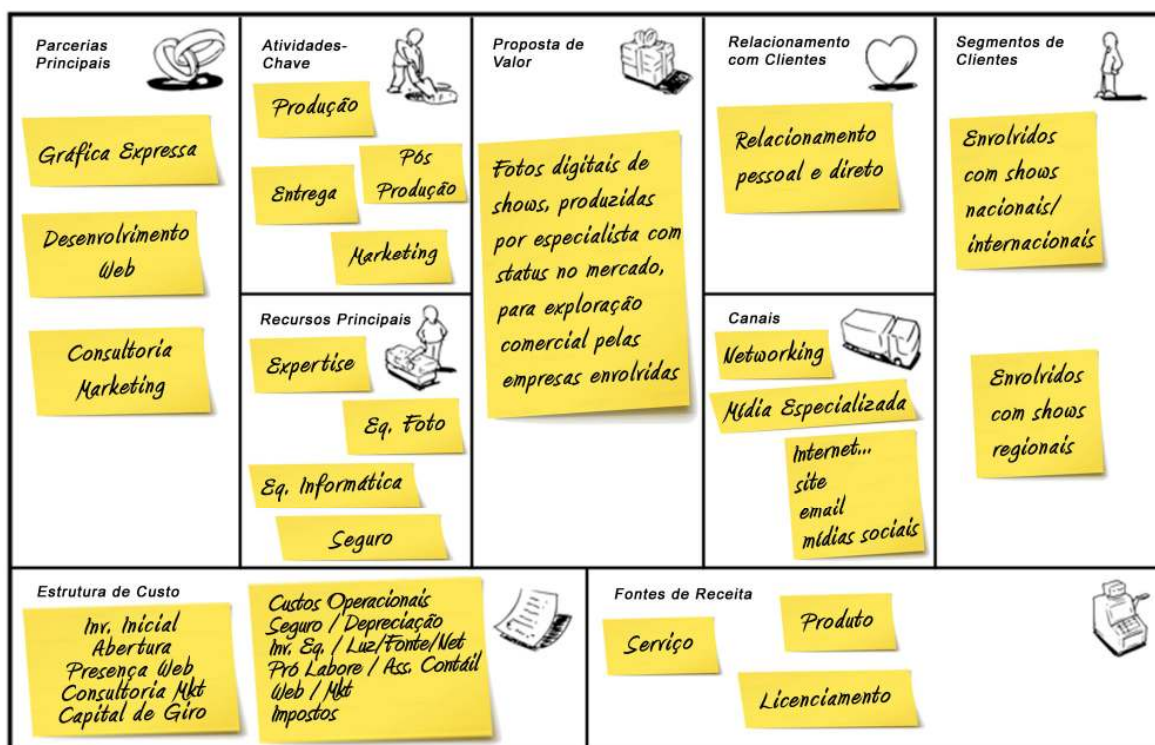 Parcerias
Principais
Gráfica Expressa
Desenvolvimento
Web
Consultoria
Marketing
Atividades-
Chave
Produção
Pós
Produção
Entrega
Marketing
Recursos Principais
Expertise
Eq. Foto
Eq. Informática
Seguro
Proposta de
Valor
Fotos digitais de
shows, produzidas
por especialista com
status no mercado,
para exploração
comercial pelas
empresas envolvidas
Relacionamento
com Clientes
Relacionamento
pessoal e direto
Canais
Networking
Mídia Especializada
Internet...
site
email
mídias sociais
Segmentos de
Clientes
Envolvidos
com shows
nacionais/
internacionais
Envolvidos
com shows
regionais
Estrutura de Custo
Inv. Inicial
Abertura
Presença Web
Consultoria Mkt
Capital de Giro
Custos Operacionais
Seguro / Depreciação
Inv. Eq. / Luz/Fonte/Net
Pró Labore / Ass. Contáil
Web / Mkt
Impostos
Fontes de Receita
Serviço
Produto
Licenciamento